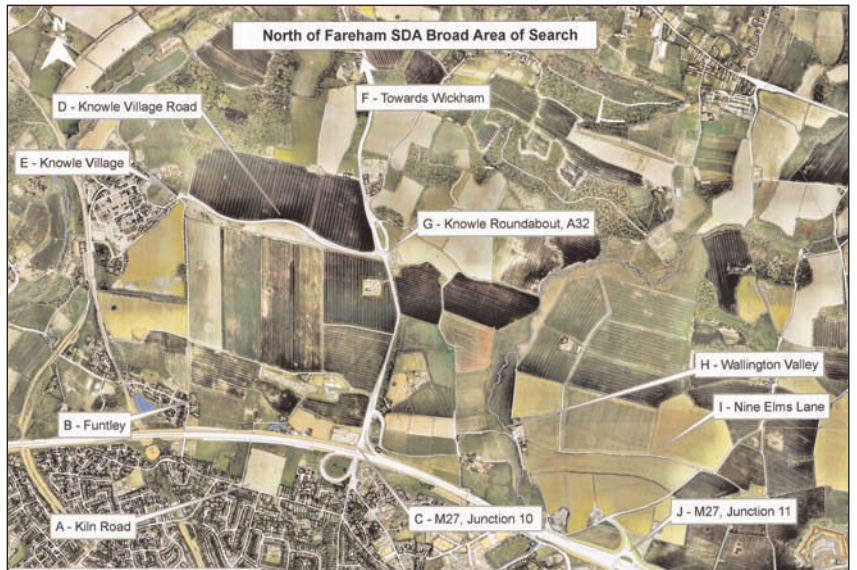 North of Fareham SDA Broad Area of Search
N
D - Knowle Village Road
F - Towards Wickham
E - Knowle Village
G - Knowle Roundabout, A32
H - Wallington Valley
I - Nine Elms Lane
B - Funtley
A - Kiln Road
C - M27, Junction 10
J - M27, Junction 11